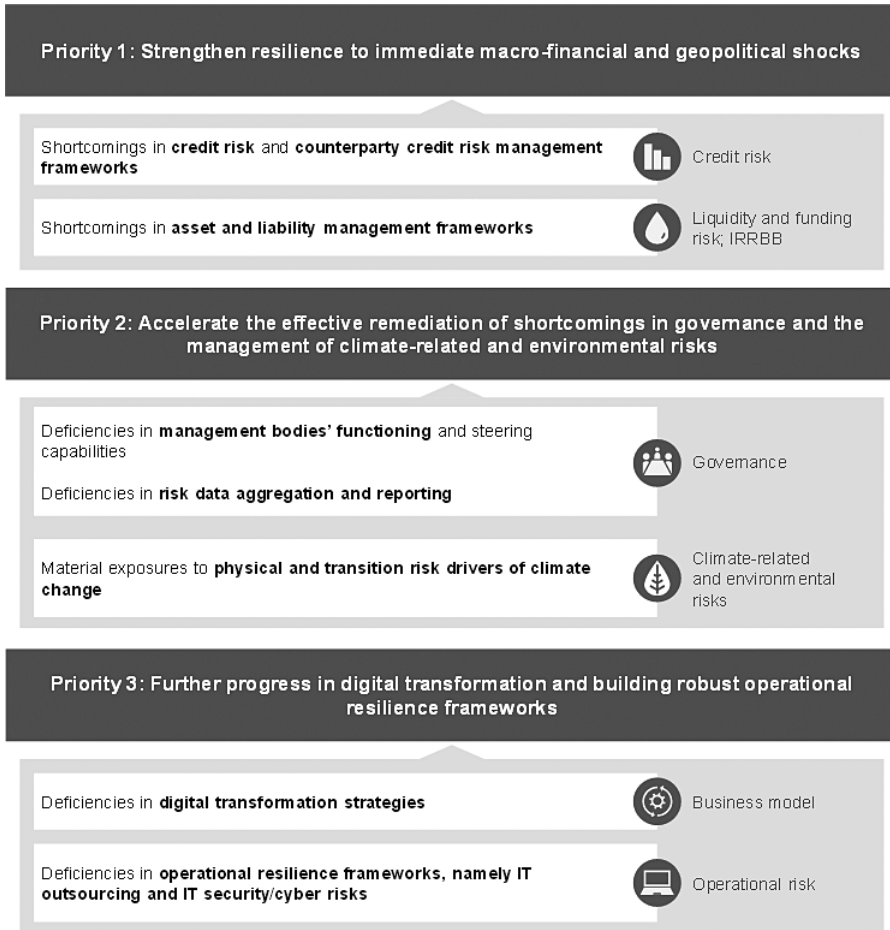 Priority 1: Strengthen resilience to immediate macro-financial and geopolitical shocks
Shortcomings in credit risk and counterparty credit risk management
frameworks
Credit risk
Shortcomings in asset and liability management frameworks
Liquidity and funding
risk; IRRBB
Priority 2: Accelerate the effective remediation of shortcomings in governance and the
management of climate-related and environmental risks
Deficiencies in management bodies’ functioning and steering
capabilities
Deficiencies in risk data aggregation and reporting
Governance
Material exposures to physical and transition risk drivers of climate
change
Climate-related
and environmental
risks
Priority 3: Further progress in digital transformation and building robust operational
resilience frameworks
Deficiencies in digital transformation strategies
Business model
Deficiencies in operational resilience frameworks, namely IT
outsourcing and IT security/cyber risks
Operational risk